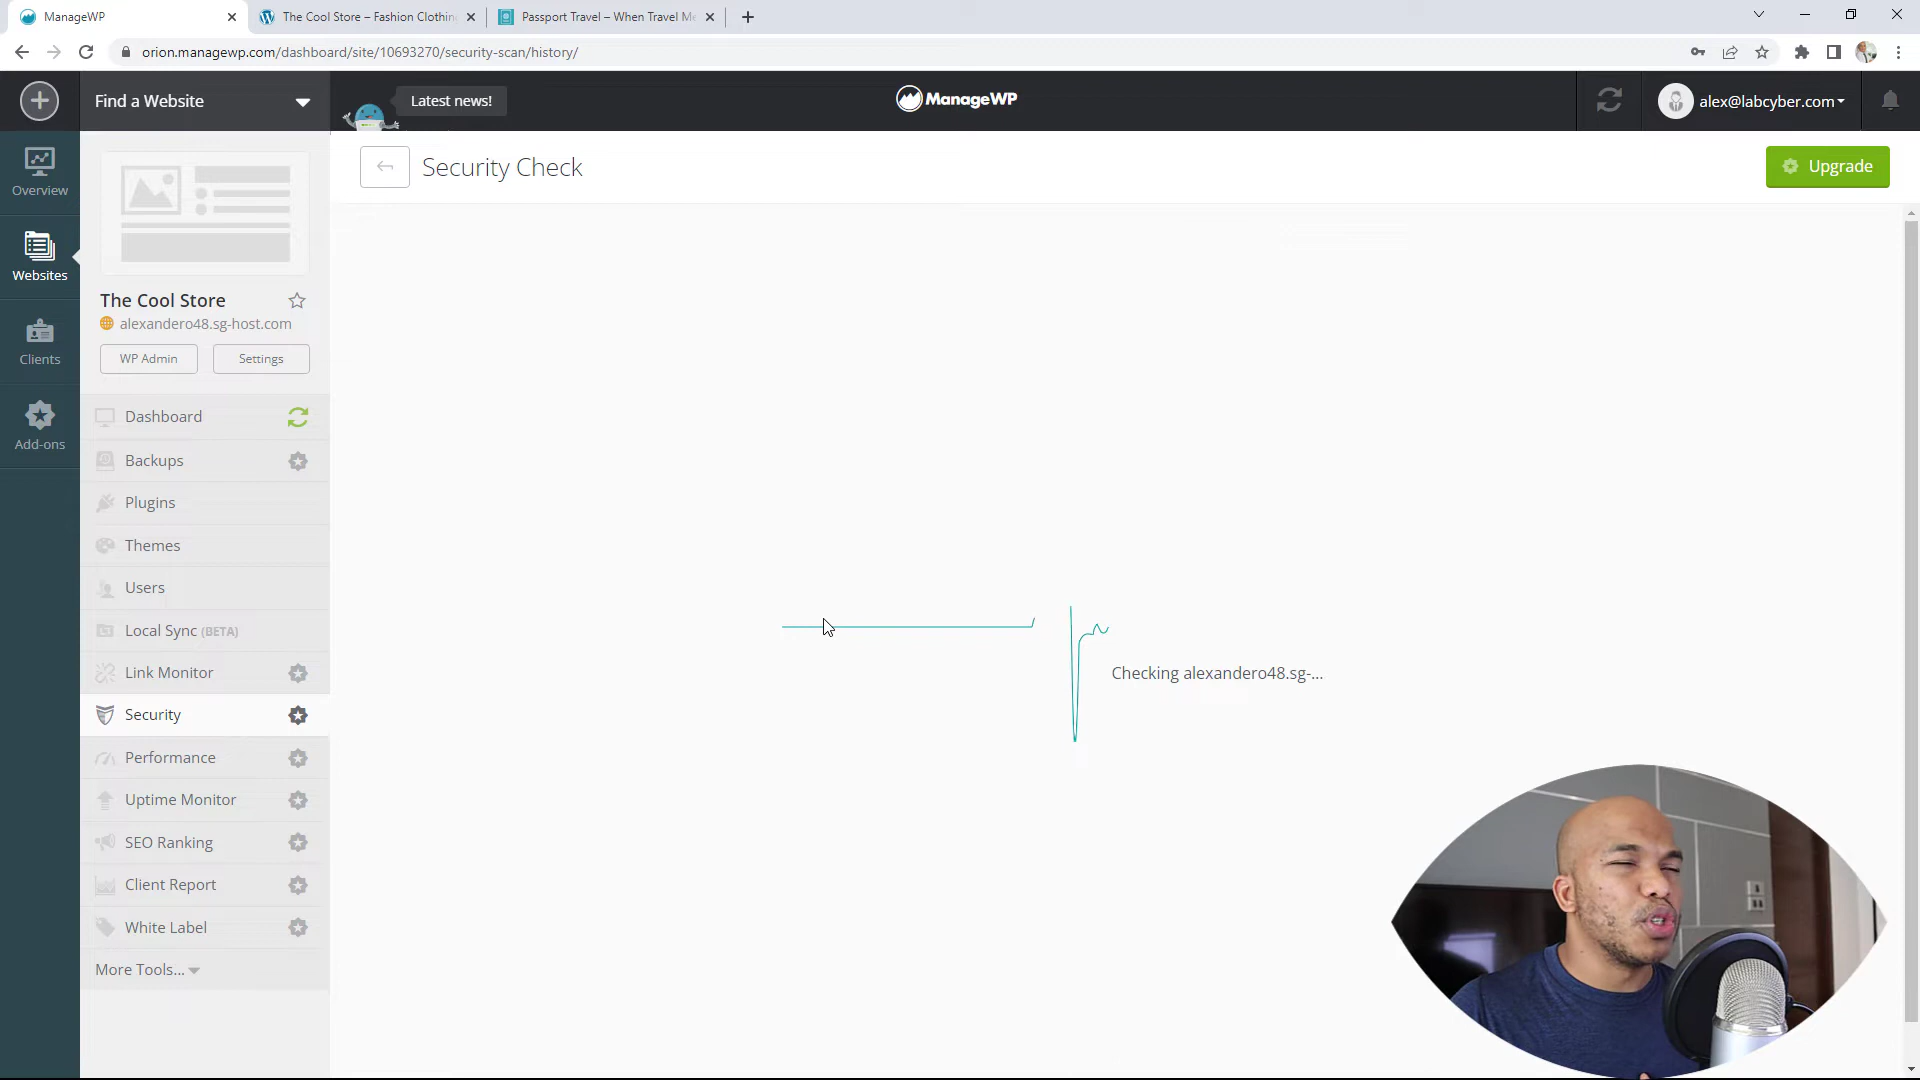 ManageWP
The Cool Store – Fashion Clothing
Passport Travel – When Travel Me
orion.managewp.com/dashboard/site/10693270/security-scan/history/
Find a Website
Latest news!
ManageWP
alex@labcyber.com
Overview
Websites
Clients
Add-ons
Security Check
Upgrade
The Cool Store
alexandero48.sg-host.com
WP Admin
Settings
Dashboard
Backups
Plugins
Themes
Users
Local Sync (BETA)
Link Monitor
Security
Performance
Uptime Monitor
SEO Ranking
Client Report
White Label
More Tools...
Checking alexandero48.sg-...